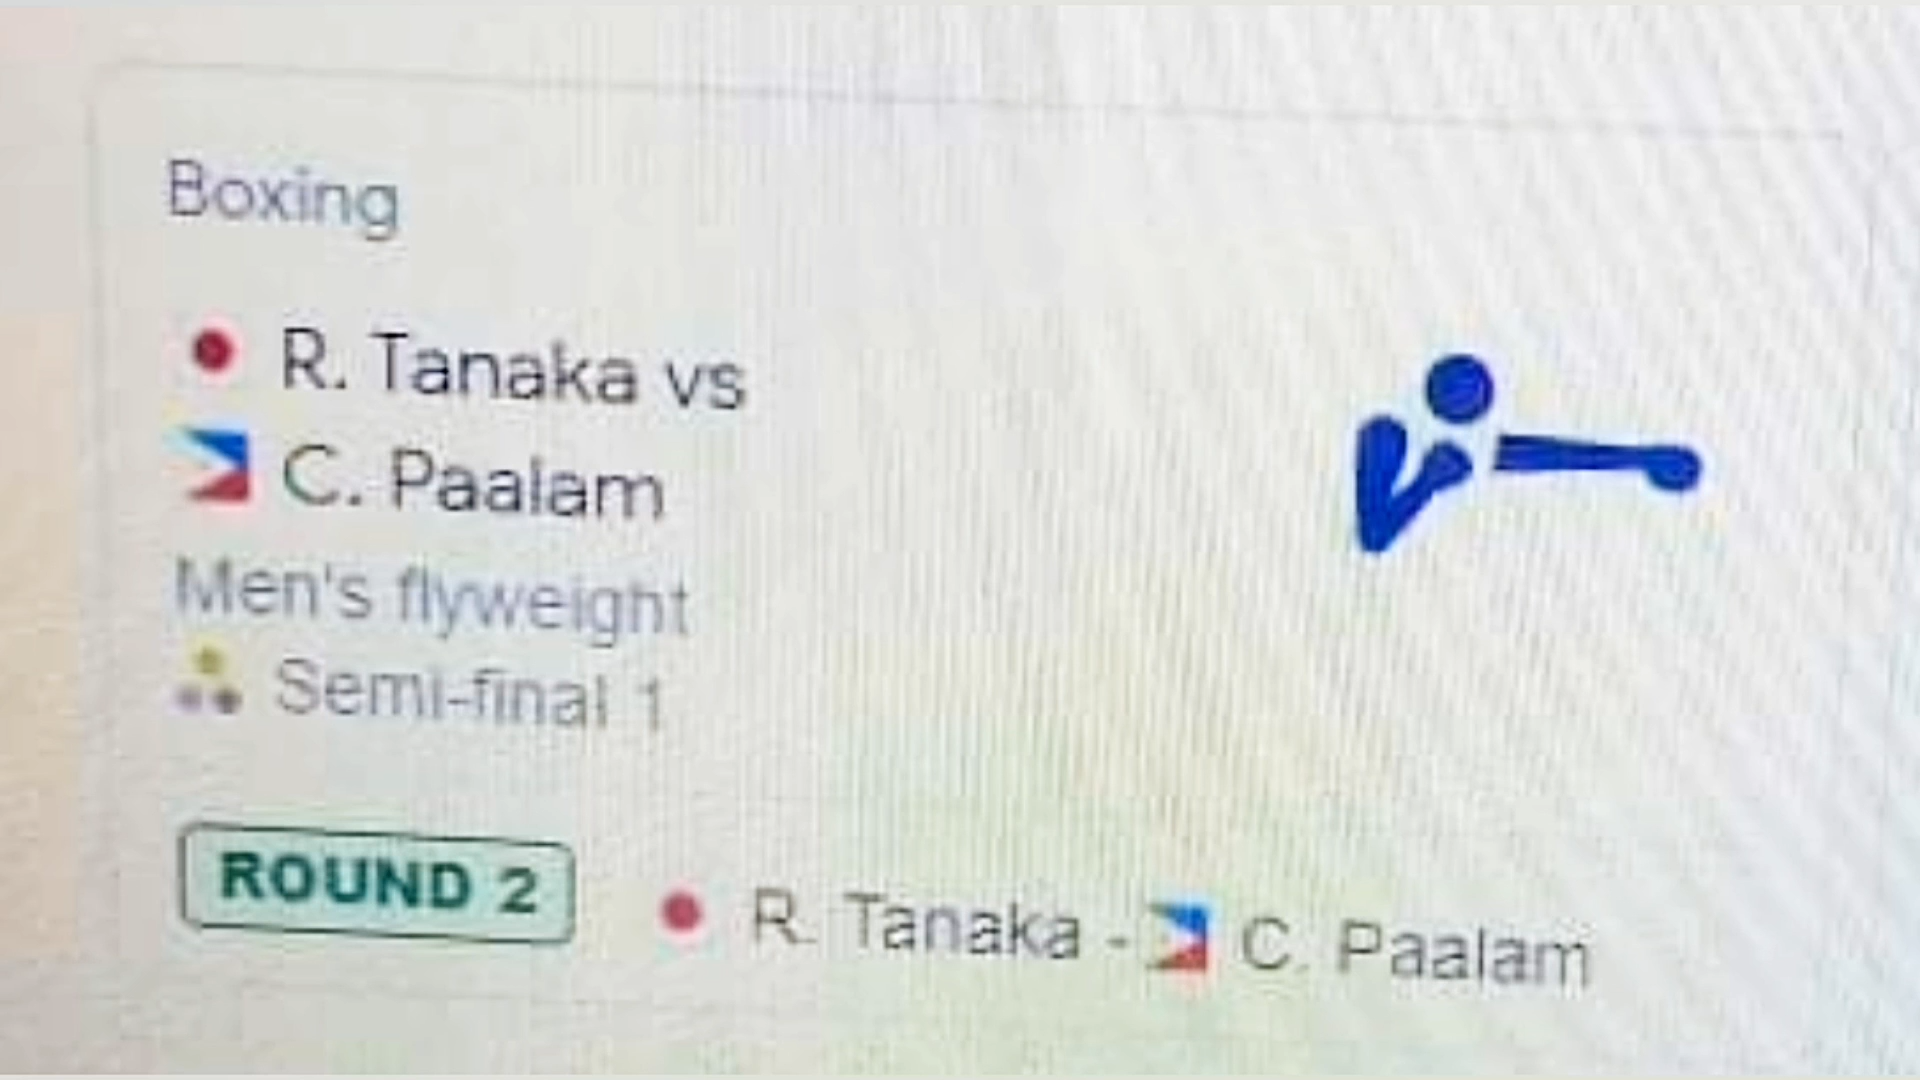 Boxing
R. Tanaka vs
C. Paalam
Men's flyweight
Semi-final 1
ROUND 2 R. Tanaka - C. Paalam